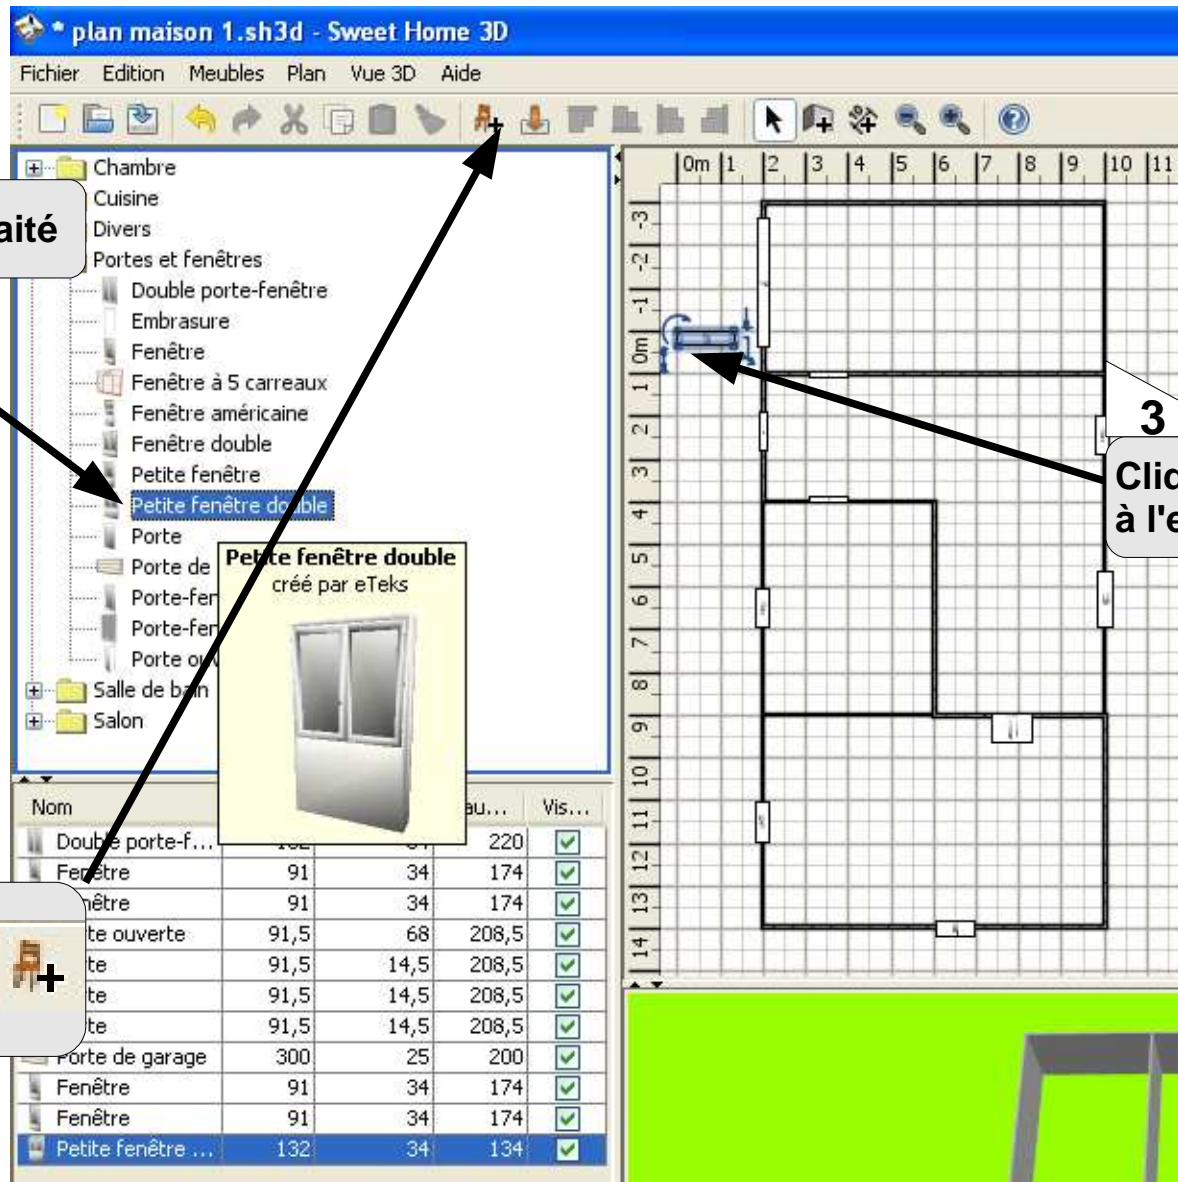 * plan maison 1.sh3d - Sweet Home 3D
Fichier Edition Meubles Plan Vue 3D Aide
Chambre
Cuisine
Divers
Portes et fenêtres
Double porte-fenêtre
Embrasure
Fenêtre
Fenêtre à 5 carreaux
Fenêtre américaine
Fenêtre double
Petite fenêtre
Petite fenêtre double
Porte
Porte de
Porte-fen
Porte-fen
Porte ouv
Salle de bain
Salon
aité
Petite fenêtre double
créé par eTeks
0m 1 2 3 4 5 6 7 8 9 10 11
-3
-2
-1
0m
1
2
3
4
5
6
7
8
9
10
11
12
13
14
3
Clic
à l'e
Nom au... Vis...
Double porte-f... 220
Fenêtre 91 34 174
nêtre 91 34 174
te ouverte 91,5 68 208,5
te 91,5 14,5 208,5
te 91,5 14,5 208,5
te 91,5 14,5 208,5
Porte de garage 300 25 200
Fenêtre 91 34 174
Fenêtre 91 34 174
Petite fenêtre ... 132 34 134